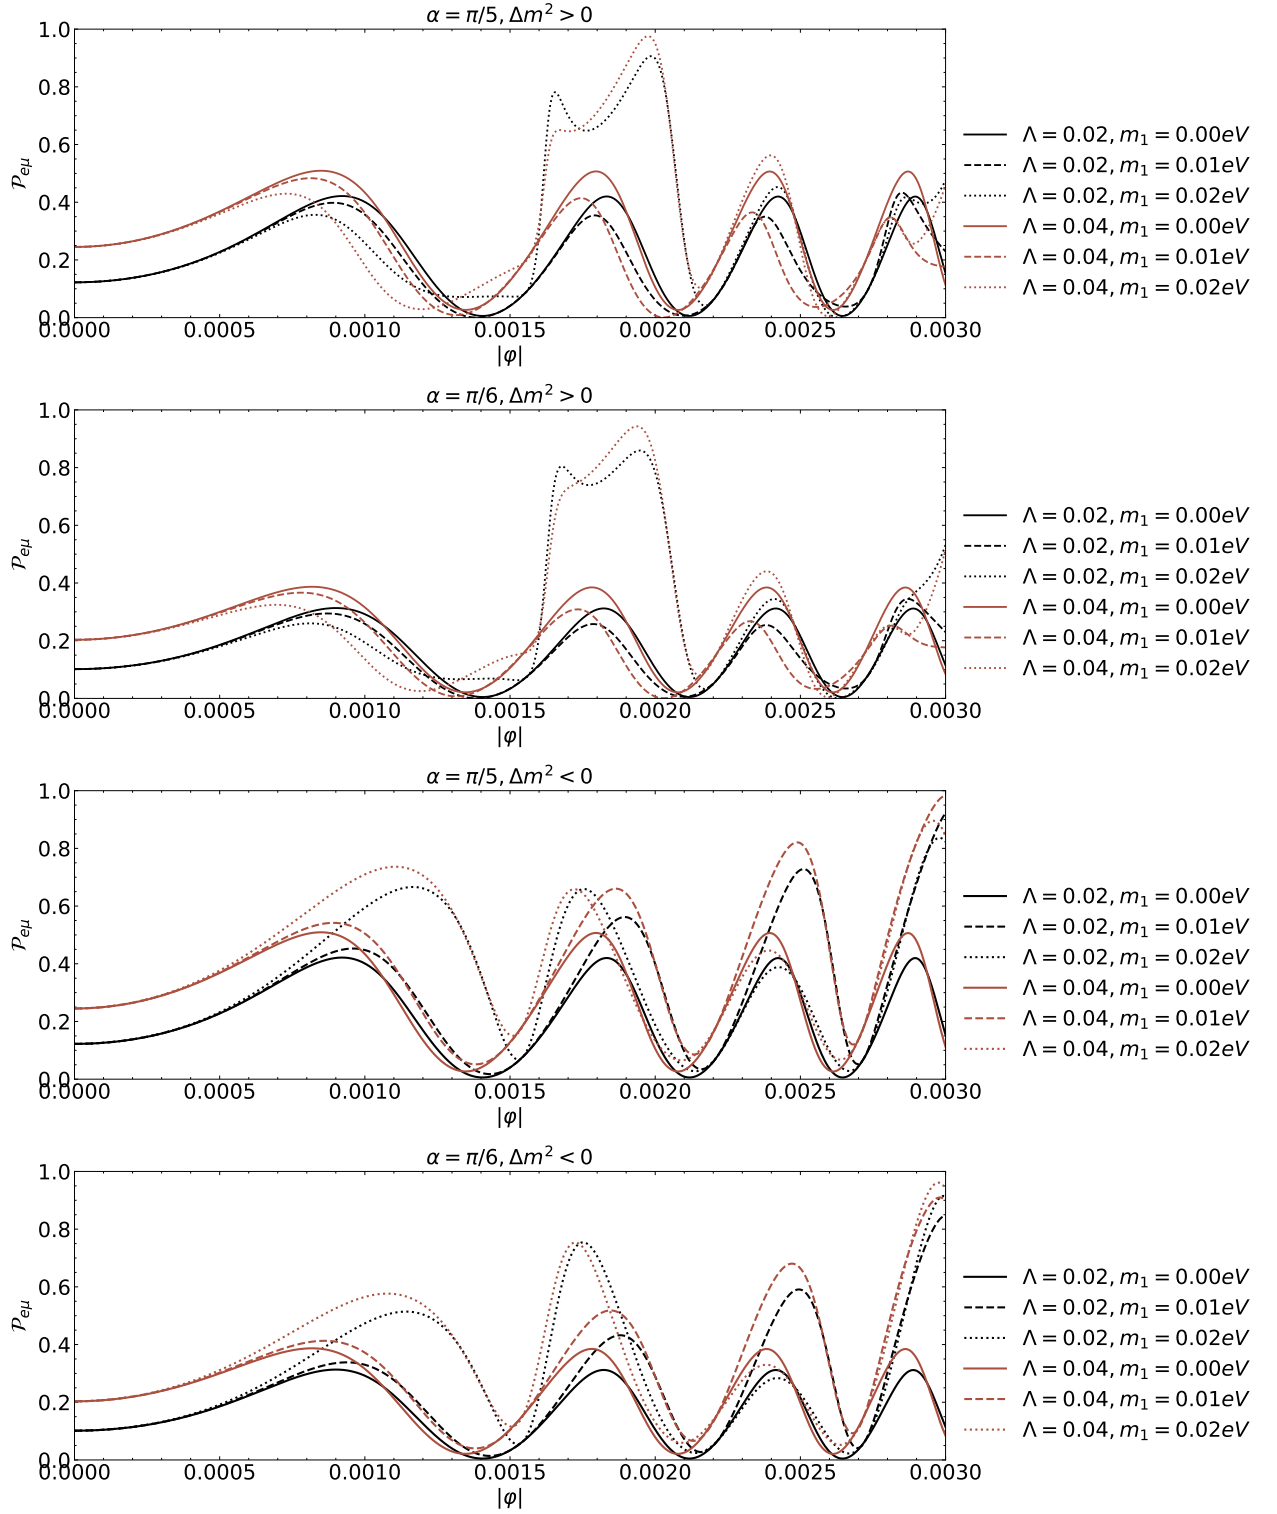 α = π/5, Δm² > 0
1.0
0.8
0.6
0.4
0.2
0.0
𝒫eμ
0.0000 0.0005 0.0010 0.0015 0.0020 0.0025 0.0030
|φ|
Λ = 0.02, m₁ = 0.00eV
Λ = 0.02, m₁ = 0.01eV
Λ = 0.02, m₁ = 0.02eV
Λ = 0.04, m₁ = 0.00eV
Λ = 0.04, m₁ = 0.01eV
Λ = 0.04, m₁ = 0.02eV
α = π/6, Δm² > 0
1.0
0.8
0.6
0.4
0.2
0.0
𝒫eμ
0.0000 0.0005 0.0010 0.0015 0.0020 0.0025 0.0030
|φ|
Λ = 0.02, m₁ = 0.00eV
Λ = 0.02, m₁ = 0.01eV
Λ = 0.02, m₁ = 0.02eV
Λ = 0.04, m₁ = 0.00eV
Λ = 0.04, m₁ = 0.01eV
Λ = 0.04, m₁ = 0.02eV
α = π/5, Δm² < 0
1.0
0.8
0.6
0.4
0.2
0.0
𝒫eμ
0.0000 0.0005 0.0010 0.0015 0.0020 0.0025 0.0030
|φ|
Λ = 0.02, m₁ = 0.00eV
Λ = 0.02, m₁ = 0.01eV
Λ = 0.02, m₁ = 0.02eV
Λ = 0.04, m₁ = 0.00eV
Λ = 0.04, m₁ = 0.01eV
Λ = 0.04, m₁ = 0.02eV
α = π/6, Δm² < 0
1.0
0.8
0.6
0.4
0.2
0.0
𝒫eμ
0.0000 0.0005 0.0010 0.0015 0.0020 0.0025 0.0030
|φ|
Λ = 0.02, m₁ = 0.00eV
Λ = 0.02, m₁ = 0.01eV
Λ = 0.02, m₁ = 0.02eV
Λ = 0.04, m₁ = 0.00eV
Λ = 0.04, m₁ = 0.01eV
Λ = 0.04, m₁ = 0.02eV